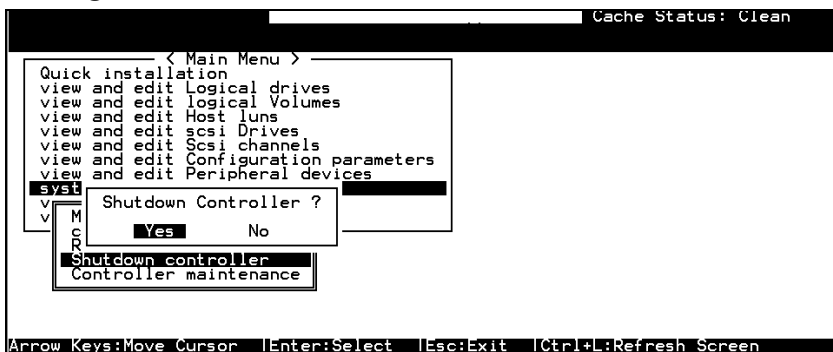 Cache Status: Clean
< Main Menu >
Quick installation
view and edit Logical drives
view and edit logical Volumes
view and edit Host luns
view and edit scsi Drives
view and edit Scsi channels
view and edit Configuration parameters
view and edit Peripheral devices
syst
v
v
Shutdown Controller ?
Yes No
M
c
R
Shutdown controller
Controller maintenance
Arrow Keys:Move Cursor |Enter:Select |Esc:Exit |Ctrl+L:Refresh Screen